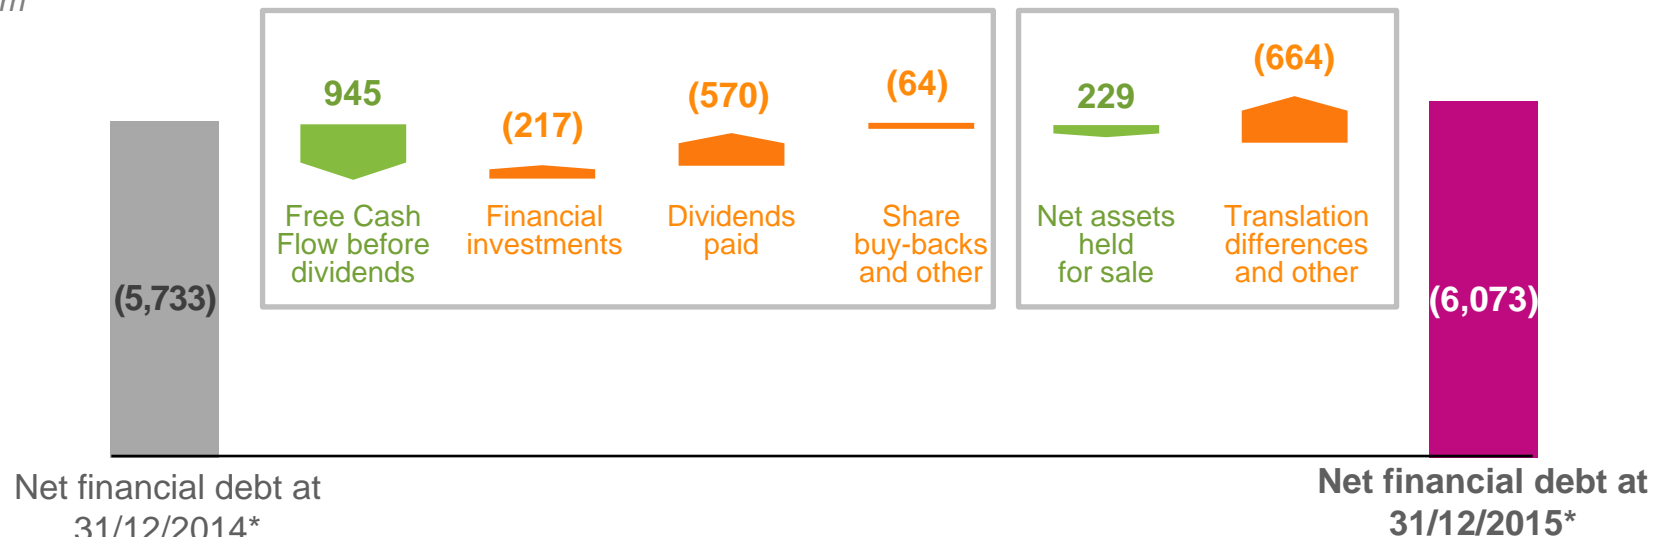 945
(217)
(570)
(64)
229
(664)
Free Cash
Flow before
dividends
Financial
investments
Dividends
paid
Share
buy-backs
and other
Net assets
held
for sale
Translation
differences
and other
(5,733)
(6,073)
Net financial debt at
31/12/2014*
Net financial debt at
31/12/2015*